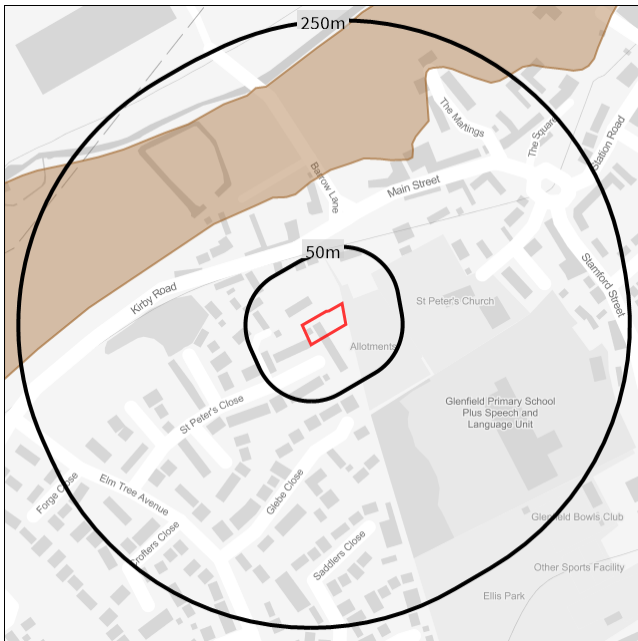 250m
The Maltings
The Square
Station Road
Barrow Lane
Main Street
50m
Stamford Street
Kirby Road
St Peter's Church
Allotments
St Peter's Close
Glenfield Primary School
Plus Speech and
Language Unit
Forge Close
Elm Tree Avenue
Glebe Close
Glenfield Bowls Club
Crofters Close
Saddlers Close
Other Sports Facility
Ellis Park